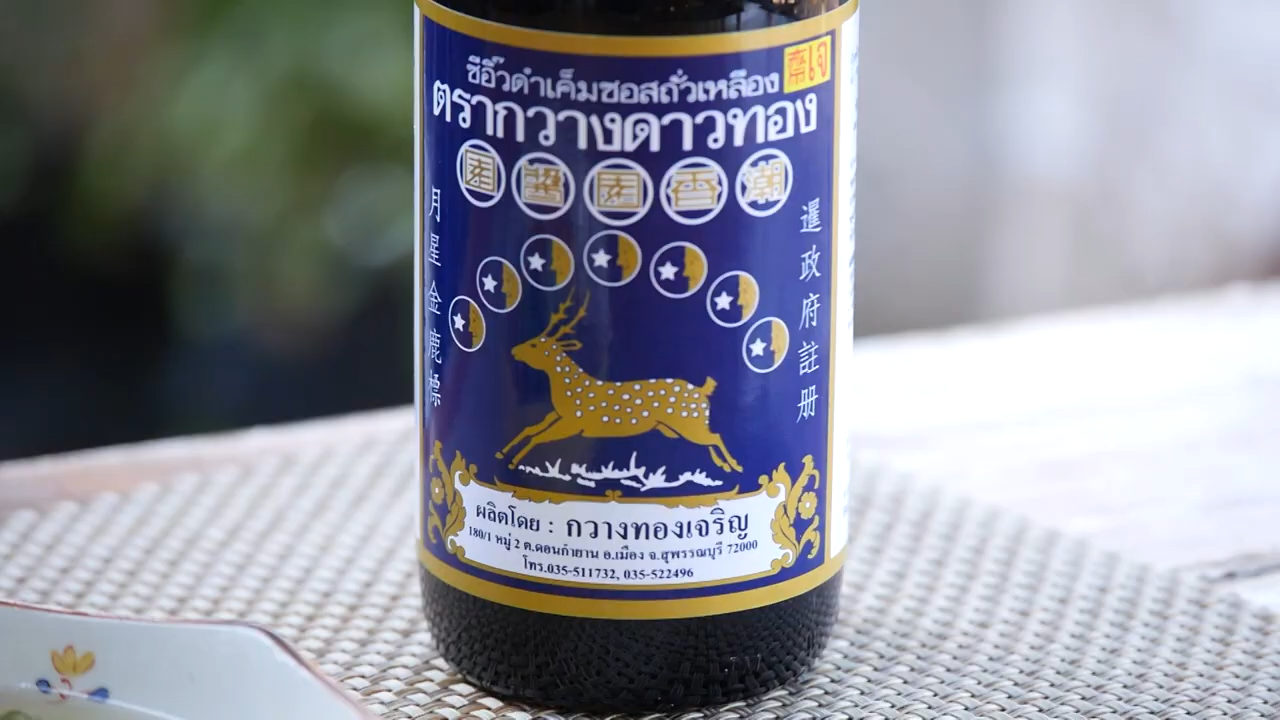 齋เจ
ซีอิ๊วดำเค็มซอสถั่วเหลือง
ตรากวางดาวทอง
香潮
月星金鹿標
暹政府註册
ผลิตโดย : กวางทองเจริญ
180/1 หมู่ 2 ต.ดอนกำยาน อ.เมือง จ.สุพรรณบุรี 72000
โทร.035-511732, 035-522496